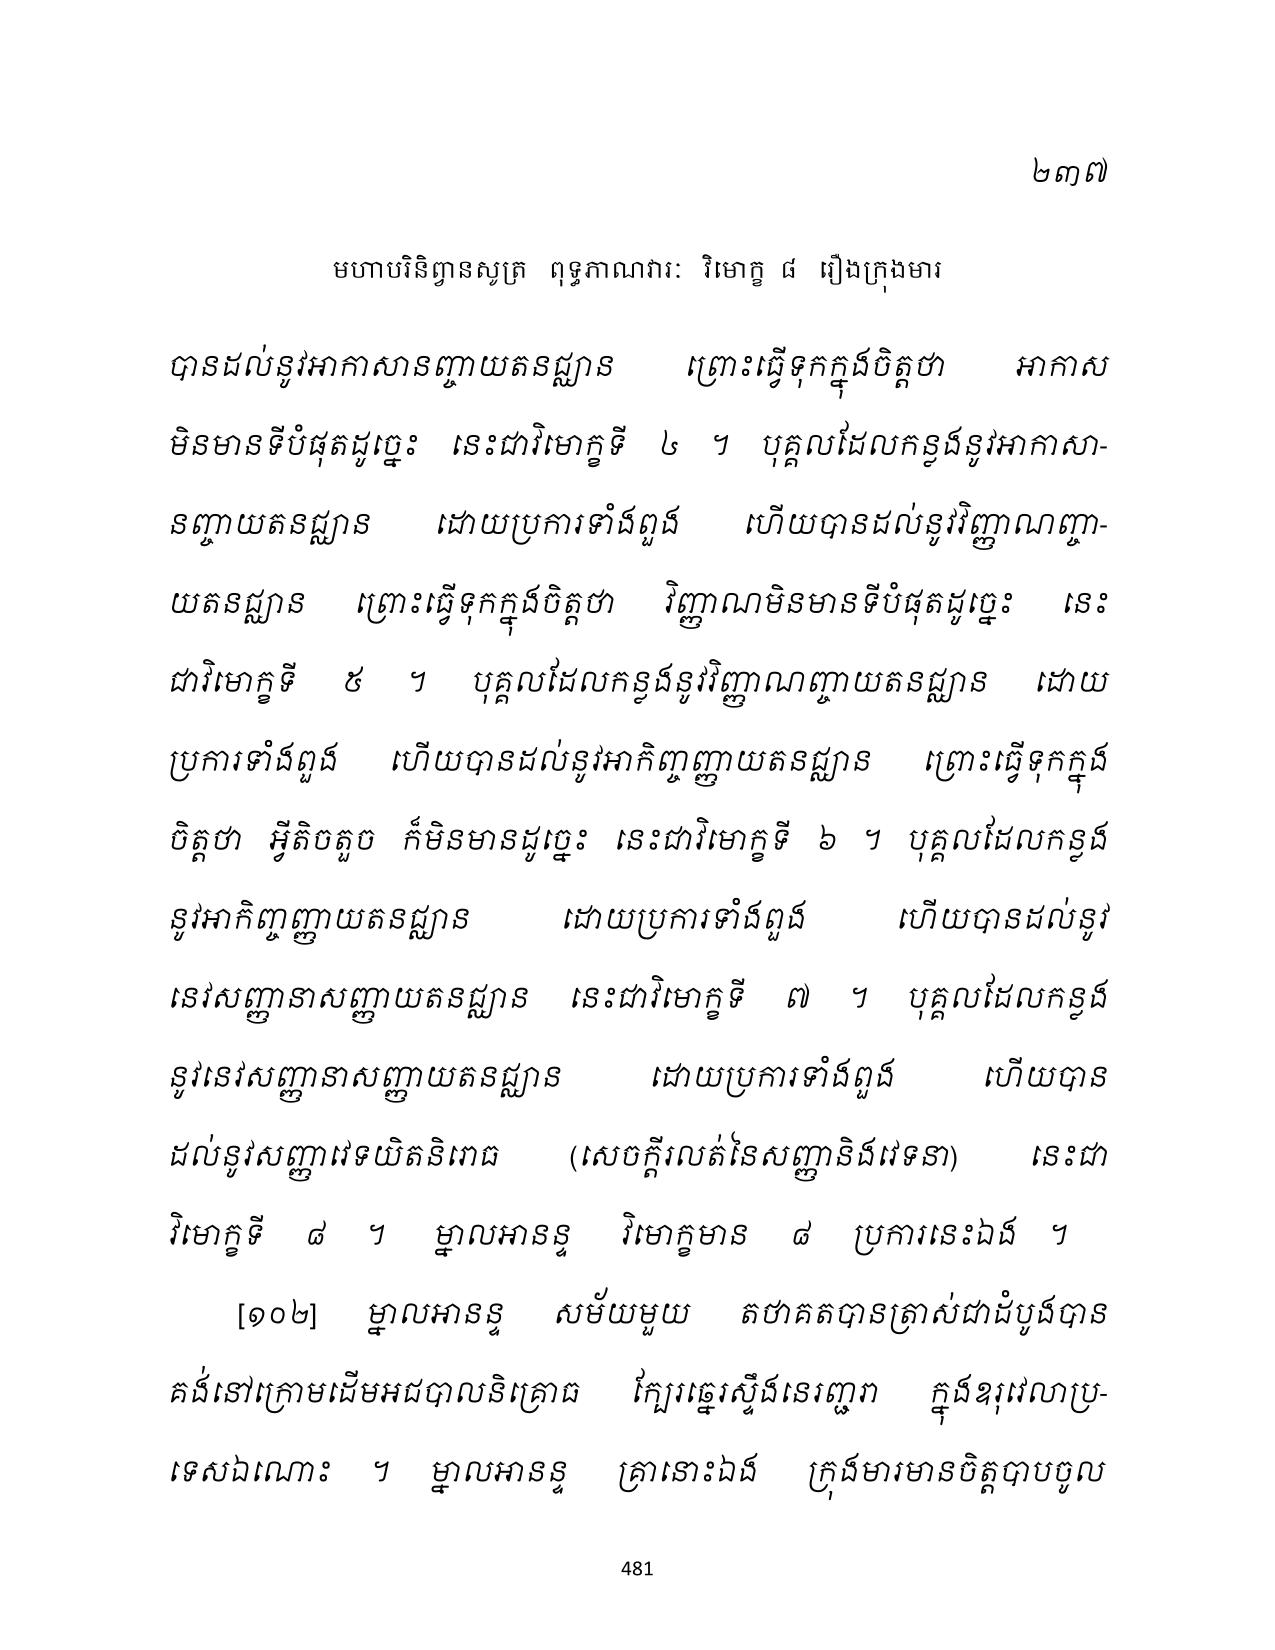 ២៣៧
មហាបរិនិព្វានសូត្រ ពុទ្ធភាណវារៈ វិមោក្ខ ៨ រឿងក្រុងមារ
បានដល់នូវអាកាសានញ្ចាយតនជ្ឈាន ព្រោះធ្វើទុកក្នុងចិត្តថា អាកាស
មិនមានទីបំផុតដូច្នេះ នេះជាវិមោក្ខទី ៤ ។ បុគ្គលដែលកន្លងនូវអាកាសា-
នញ្ចាយតនជ្ឈាន ដោយប្រការទាំងពួង ហើយបានដល់នូវវិញ្ញាណញ្ចា-
យតនជ្ឈាន ព្រោះធ្វើទុកក្នុងចិត្តថា វិញ្ញាណមិនមានទីបំផុតដូច្នេះ នេះ
ជាវិមោក្ខទី ៥ ។ បុគ្គលដែលកន្លងនូវវិញ្ញាណញ្ចាយតនជ្ឈាន ដោយ
ប្រការទាំងពួង ហើយបានដល់នូវអាកិញ្ចញ្ញាយតនជ្ឈាន ព្រោះធ្វើទុកក្នុង
ចិត្តថា អ្វីតិចតួច ក៏មិនមានដូច្នេះ នេះជាវិមោក្ខទី ៦ ។ បុគ្គលដែលកន្លង
នូវអាកិញ្ចញ្ញាយតនជ្ឈាន ដោយប្រការទាំងពួង ហើយបានដល់នូវ
នេវសញ្ញានាសញ្ញាយតនជ្ឈាន នេះជាវិមោក្ខទី ៧ ។ បុគ្គលដែលកន្លង
នូវនេវសញ្ញានាសញ្ញាយតនជ្ឈាន ដោយប្រការទាំងពួង ហើយបាន
ដល់នូវសញ្ញាវេទយិតនិរោធ (សេចក្តីរលត់នៃសញ្ញានិងវេទនា) នេះជា
វិមោក្ខទី ៨ ។ ម្នាលអានន្ទ វិមោក្ខមាន ៨ ប្រការនេះឯង ។
[១០២] ម្នាលអានន្ទ សម័យមួយ តថាគតបានត្រាស់ជាដំបូងបាន
គង់នៅក្រោមដើមអជបាលនិគ្រោធ ក្បែរឆ្នេរស្ទឹងនេរញ្ជរា ក្នុងឧរុវេលាប្រ-
ទេសឯណោះ ។ ម្នាលអានន្ទ គ្រានោះឯង ក្រុងមារមានចិត្តបាបចូល
481